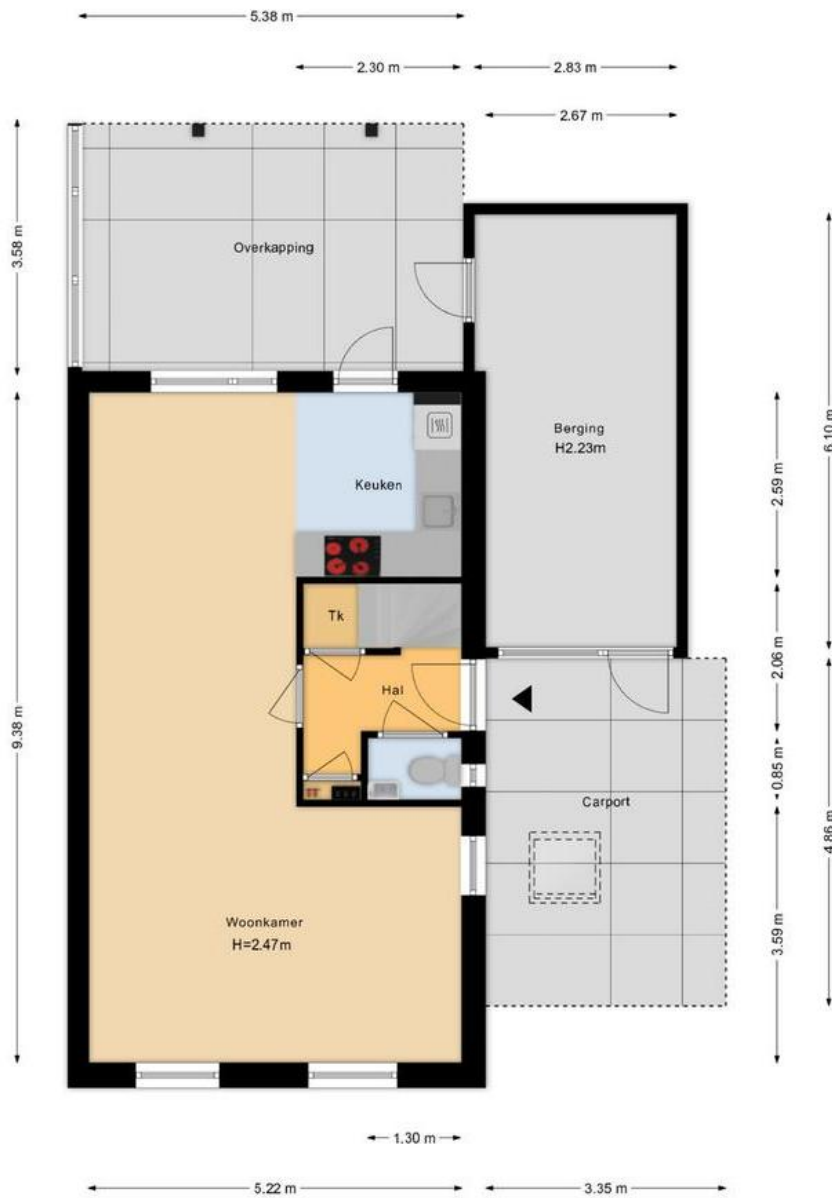 5.38 m
2.30 m
2.83 m
2.67 m
3.58 m
Overkapping
6.10 m
Berging
H2.23m
2.59 m
Keuken
Tk
2.06 m
Hal
9.38 m
0.85 m
Carport
4.86 m
Woonkamer
H=2.47m
3.59 m
1.30 m
5.22 m
3.35 m